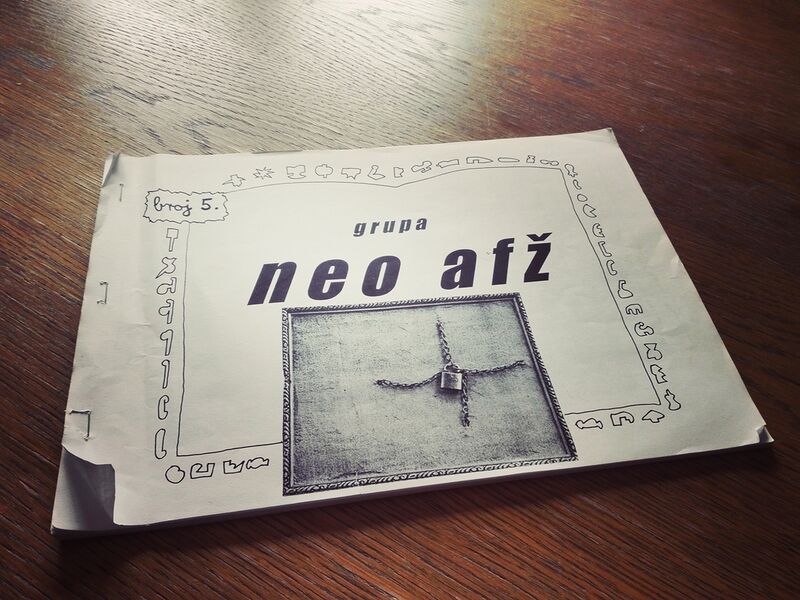 broj 5.
grupa
neo afž